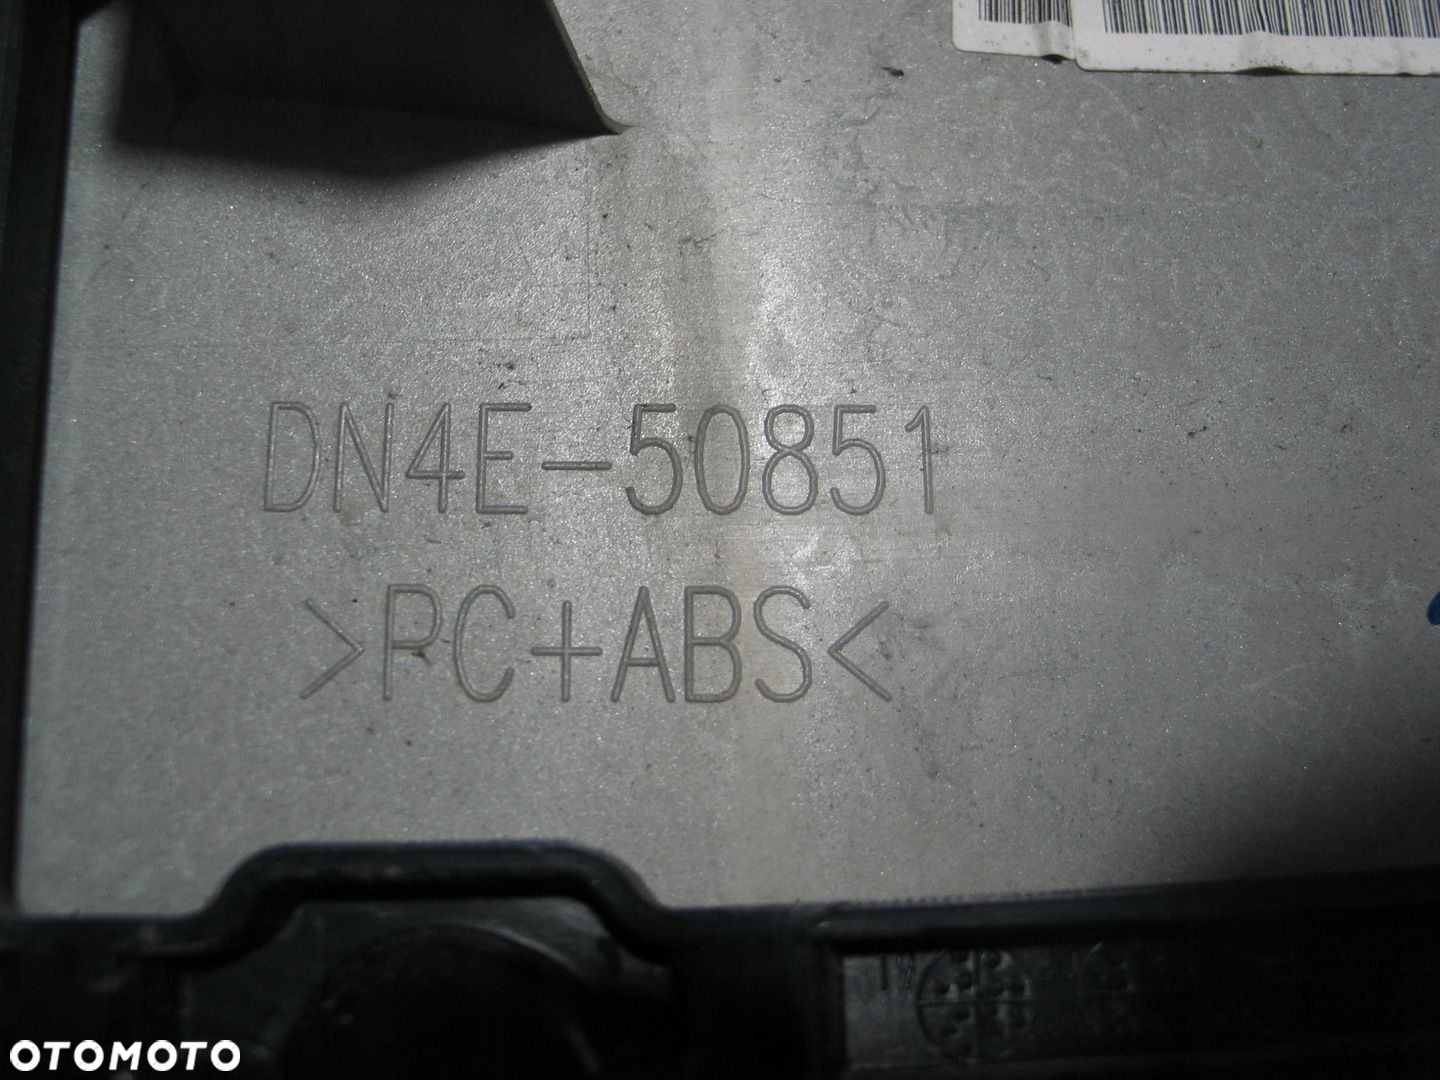 DN4E-50851
>PC+ABS<
OTOMOTO